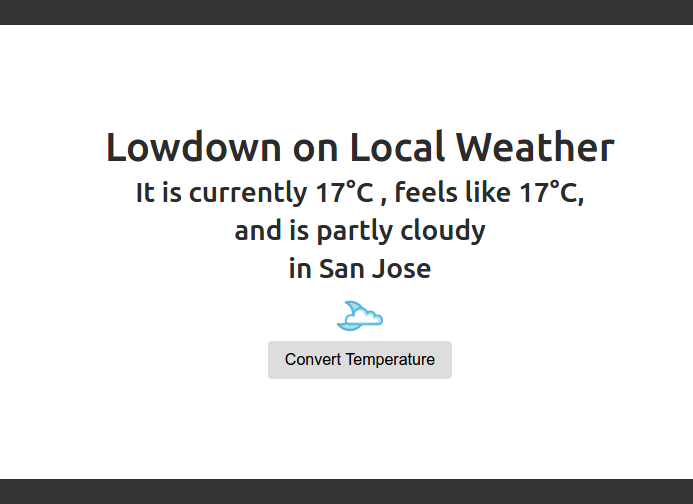 Lowdown on Local Weather
It is currently 17°C , feels like 17°C,
and is partly cloudy
in San Jose
Convert Temperature